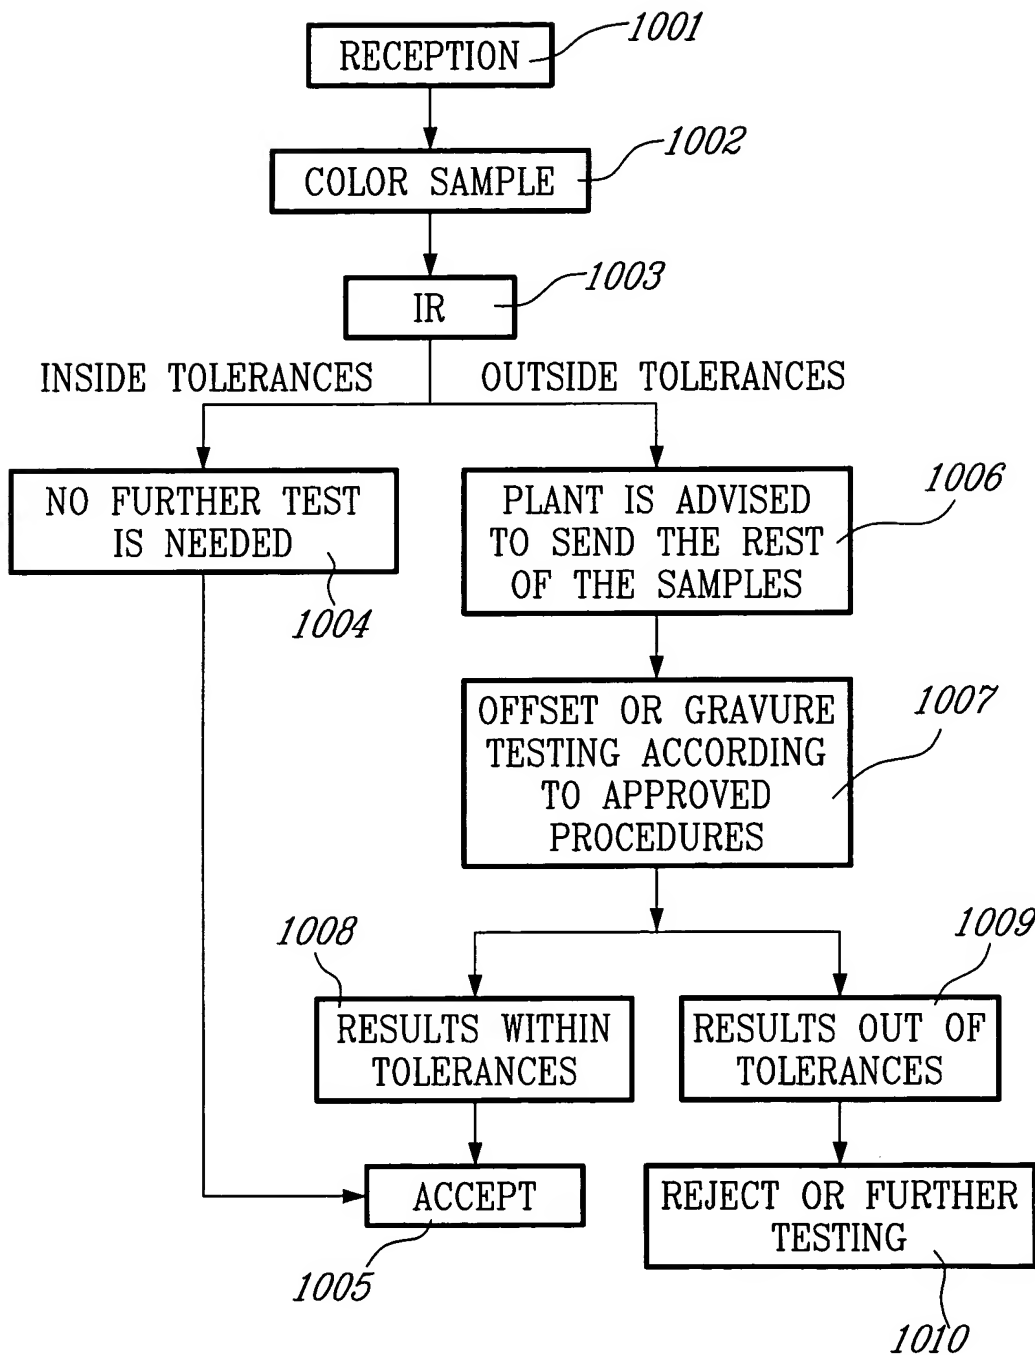 1001
RECEPTION
1002
COLOR SAMPLE
1003
IR
INSIDE TOLERANCES
OUTSIDE TOLERANCES
NO FURTHER TEST
IS NEEDED
1004
1006
PLANT IS ADVISED
TO SEND THE REST
OF THE SAMPLES
1007
OFFSET OR GRAVURE
TESTING ACCORDING
TO APPROVED
PROCEDURES
1008
RESULTS WITHIN
TOLERANCES
1009
RESULTS OUT OF
TOLERANCES
ACCEPT
1005
REJECT OR FURTHER
TESTING
1010